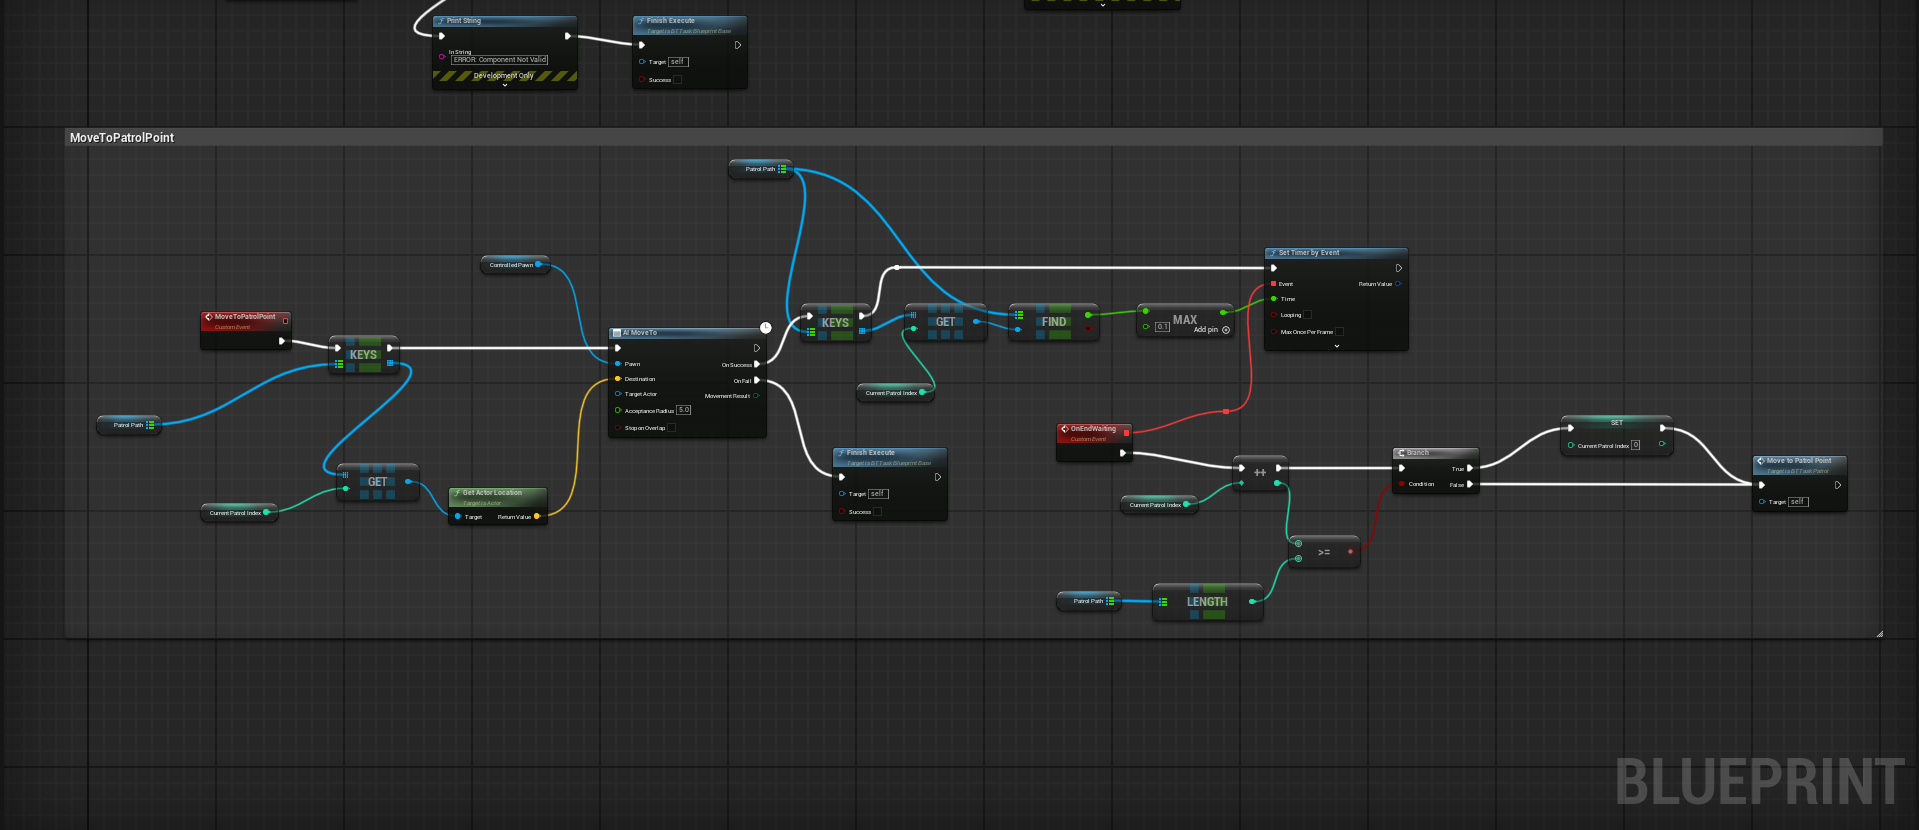 Print String
In String
ERROR: Component Not Valid
Development Only
Finish Execute
Target is BT Task Blueprint Base
Target self
Success
MoveToPatrolPoint
Patrol Path
Controlled Pawn
MoveToPatrolPoint
Custom Event
KEYS
Patrol Path
Current Patrol Index
GET
Get Actor Location
Target is Actor
Target Return Value
AI MoveTo
Pawn On Success
Destination On Fail
Target Actor Movement Result
Acceptance Radius 5.0
Stop on Overlap
KEYS
GET
Current Patrol Index
FIND
MAX
0.1 Add pin
Set Timer by Event
Event Return Value
Time
Looping
Max Once Per Frame
Finish Execute
Target is BT Task Blueprint Base
Target self
Success
OnEndWaiting
Custom Event
Current Patrol Index
++
Patrol Path
LENGTH
>=
Branch
True
Condition False
SET
Current Patrol Index 0
Move to Patrol Point
Target is BT Task Patrol
Target self
BLUEPRINT